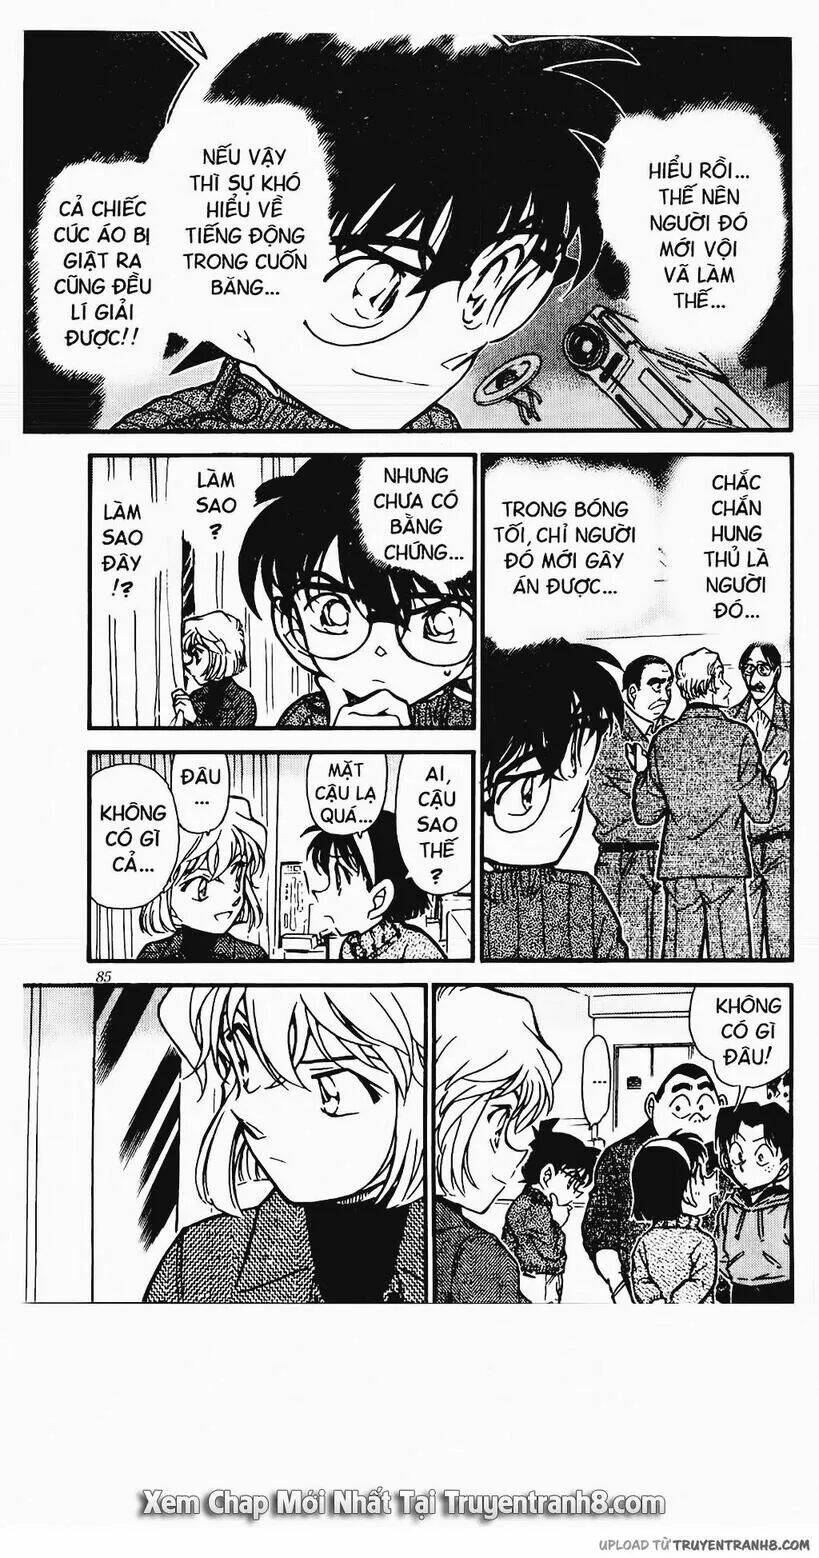 HIỂU RỒI...
THẾ NÊN
NGƯỜI ĐÓ
MỚI VỘI
VÃ LÀM
THẾ...
NẾU VẬY
THÌ SỰ KHÓ
HIỂU VỀ
TIẾNG ĐỘNG
TRONG CUỐN
BĂNG...
CẢ CHIẾC
CÚC ÁO BỊ
GIẬT RA
CŨNG ĐỀU
LÍ GIẢI
ĐƯỢC!!
CHẮC
CHẮN
HUNG
THỦ LÀ
NGƯỜI
ĐÓ...
TRONG BÓNG
TỐI, CHỈ NGƯỜI
ĐÓ MỚI GÂY
ÁN ĐƯỢC...
NHƯNG
CHƯA CÓ
BẰNG
CHỨNG...
LÀM
SAO
?
LÀM
SAO
ĐÂY
!?
AI,
CẬU
SAO
THẾ
?
MẶT
CẬU LẠ
QUÁ...
ĐÂU
...
KHÔNG
CÓ GÌ
CẢ...
85
KHÔNG
CÓ GÌ
ĐÂU!
...
Xem Chap Mới Nhất Tại Truyentranh8.com
UPLOAD TỪ TRUYENTRANH8.COM